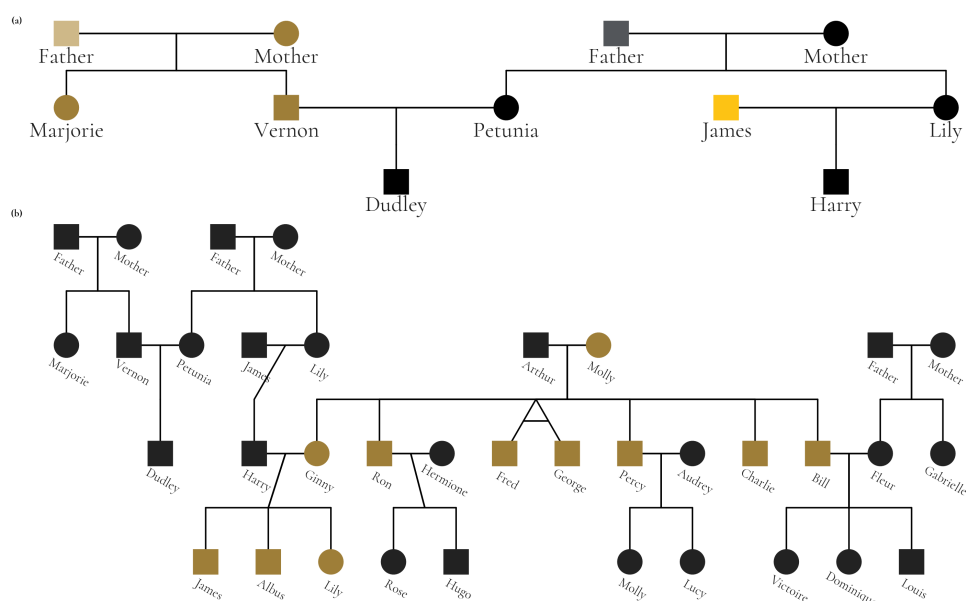 (a)
Father Mother Father Mother
Marjorie Vernon Petunia James Lily
Dudley Harry
(b)
Father Mother Father Mother
Marjorie Vernon Petunia James Lily Arthur Molly Father Mother
Dudley Harry Ginny Ron Hermione Fred George Percy Audrey Charlie Bill Fleur Gabrielle
James Albus Lily Rose Hugo Molly Lucy Victoire Dominiqu Louis